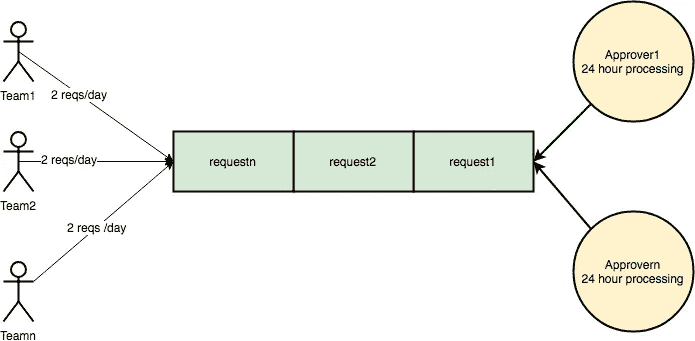 Team1
2 reqs/day
Team2
2 reqs/day
Teamn
2 reqs /day
requestn
request2
request1
Approver1
24 hour processing
Approvern
24 hour processing